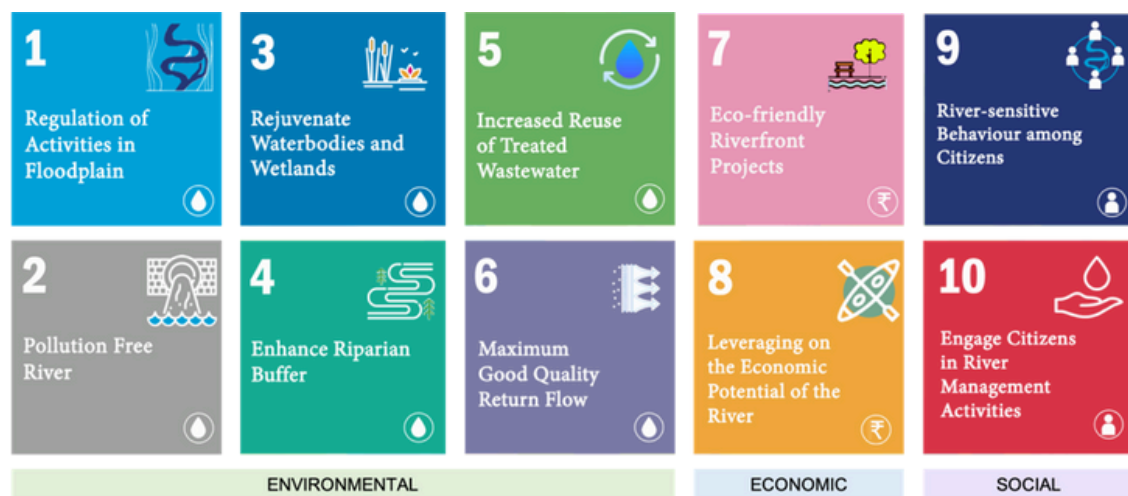 1
Regulation of
Activities in
Floodplain
3
Rejuvenate
Waterbodies and
Wetlands
5
Increased Reuse
of Treated
Wastewater
7
Eco-friendly
Riverfront
Projects
₹
9
River-sensitive
Behaviour among
Citizens
2
Pollution Free
River
4
Enhance Riparian
Buffer
6
Maximum
Good Quality
Return Flow
8
Leveraging on
the Economic
Potential of the
River
₹
10
Engage Citizens
in River
Management
Activities
ENVIRONMENTAL
ECONOMIC
SOCIAL